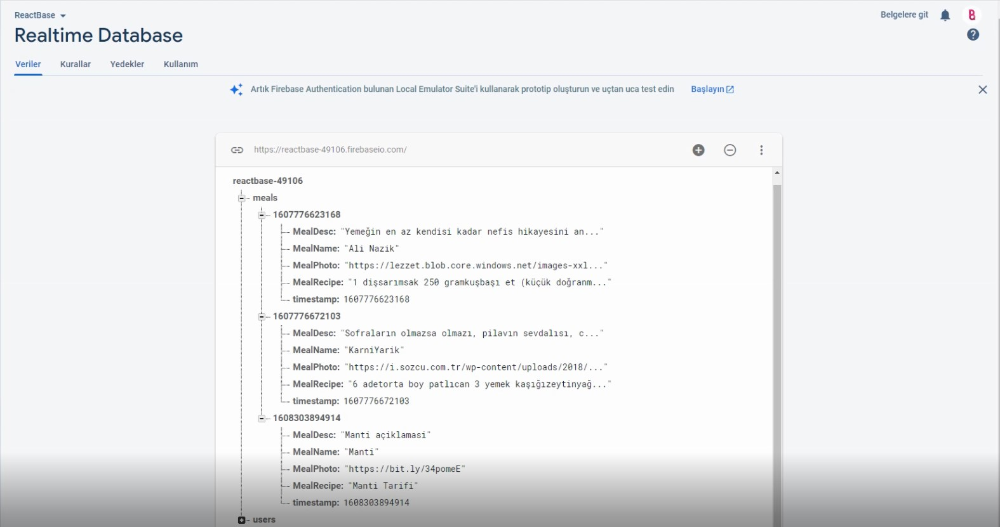 ReactBase
Belgelere git
Realtime Database
Veriler Kurallar Yedekler Kullanım
Artık Firebase Authentication bulunan Local Emulator Suite'i kullanarak prototip oluşturun ve uçtan uca test edin Başlayın
https://reactbase-49106.firebaseio.com/
reactbase-49106
meals
1607776623168
MealDesc: "Yemeğin en az kendisi kadar nefis hikayesini an..."
MealName: "Ali Nazik"
MealPhoto: "https://lezzet.blob.core.windows.net/images-xxl..."
MealRecipe: "1 dişsarımsak 250 gramkuşbaşı et (küçük doğranm..."
timestamp: 1607776623168
1607776672103
MealDesc: "Sofraların olmazsa olmazı, pilavın sevdalısı, c..."
MealName: "KarniYarik"
MealPhoto: "https://i.sozcu.com.tr/wp-content/uploads/2018/..."
MealRecipe: "6 adetorta boy patlıcan 3 yemek kaşığızeytinyağ..."
timestamp: 1607776672103
1608303894914
MealDesc: "Manti açiklamasi"
MealName: "Manti"
MealPhoto: "https://bit.ly/34pomeE"
MealRecipe: "Manti Tarifi"
timestamp: 1608303894914
users